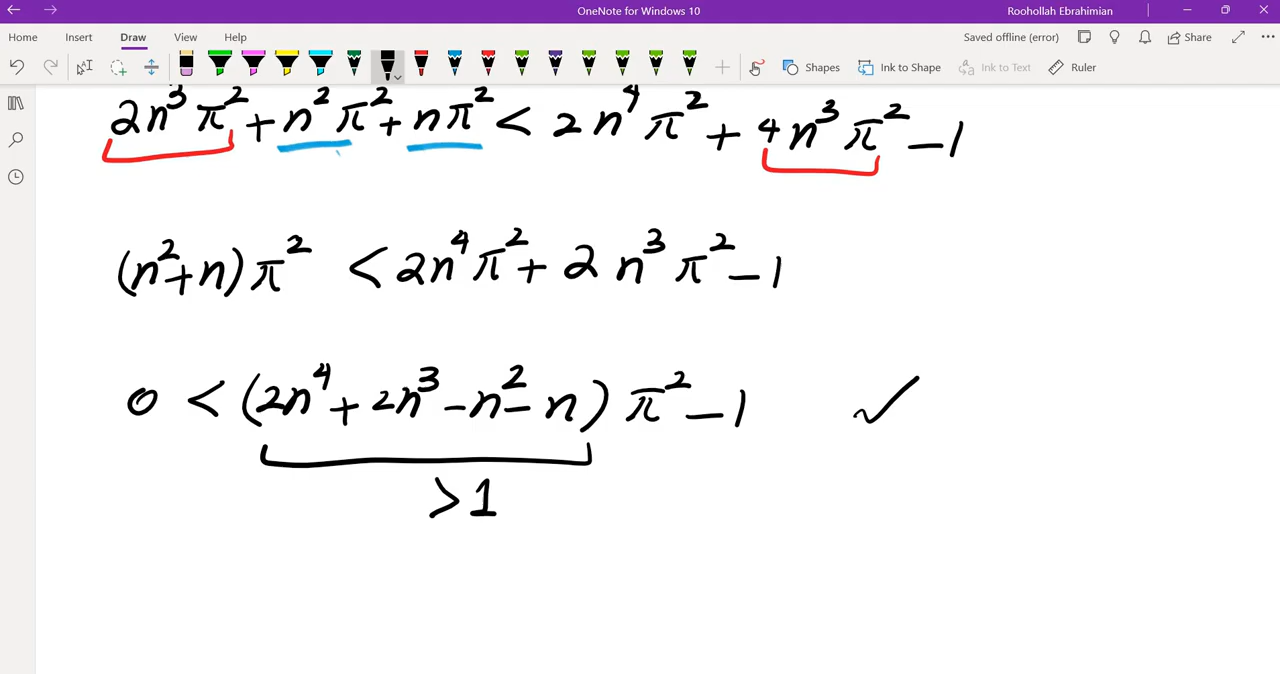 OneNote for Windows 10
Roohollah Ebrahimian
Home Insert Draw View Help
Saved offline (error)
Share
Shapes
Ink to Shape
Ink to Text
Ruler
2n³π² + n²π² + nπ² < 2n⁴π² + 4n³π² - 1
(n² + n)π² < 2n⁴π² + 2n³π² - 1
0 < (2n⁴ + 2n³ - n² - n)π² - 1 ✓
> 1